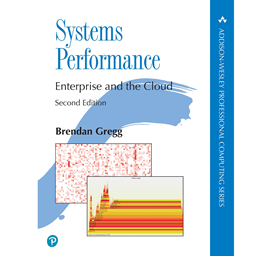 Systems
Performance
Enterprise and the Cloud
Second Edition
Brendan Gregg
ADDISON-WESLEY PROFESSIONAL COMPUTING SERIES